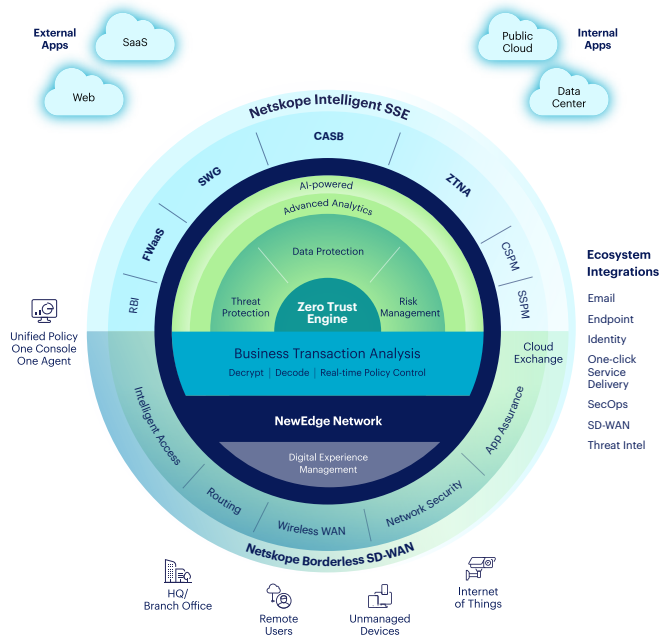 External
Apps
SaaS
Web
Public
Cloud
Internal
Apps
Data
Center
Netskope Intelligent SSE
CASB
SWG
ZTNA
FWaaS
CSPM
RBI
SSPM
AI-powered
Advanced Analytics
Data Protection
Threat
Protection
Risk
Management
Zero Trust
Engine
Business Transaction Analysis
Decrypt | Decode | Real-time Policy Control
NewEdge Network
Digital Experience
Management
Unified Policy
One Console
One Agent
Cloud
Exchange
Intelligent Access
App Assurance
Routing
Wireless WAN
Network Security
Netskope Borderless SD-WAN
Ecosystem
Integrations
Email
Endpoint
Identity
One-click
Service
Delivery
SecOps
SD-WAN
Threat Intel
HQ/
Branch Office
Remote
Users
Unmanaged
Devices
Internet
of Things